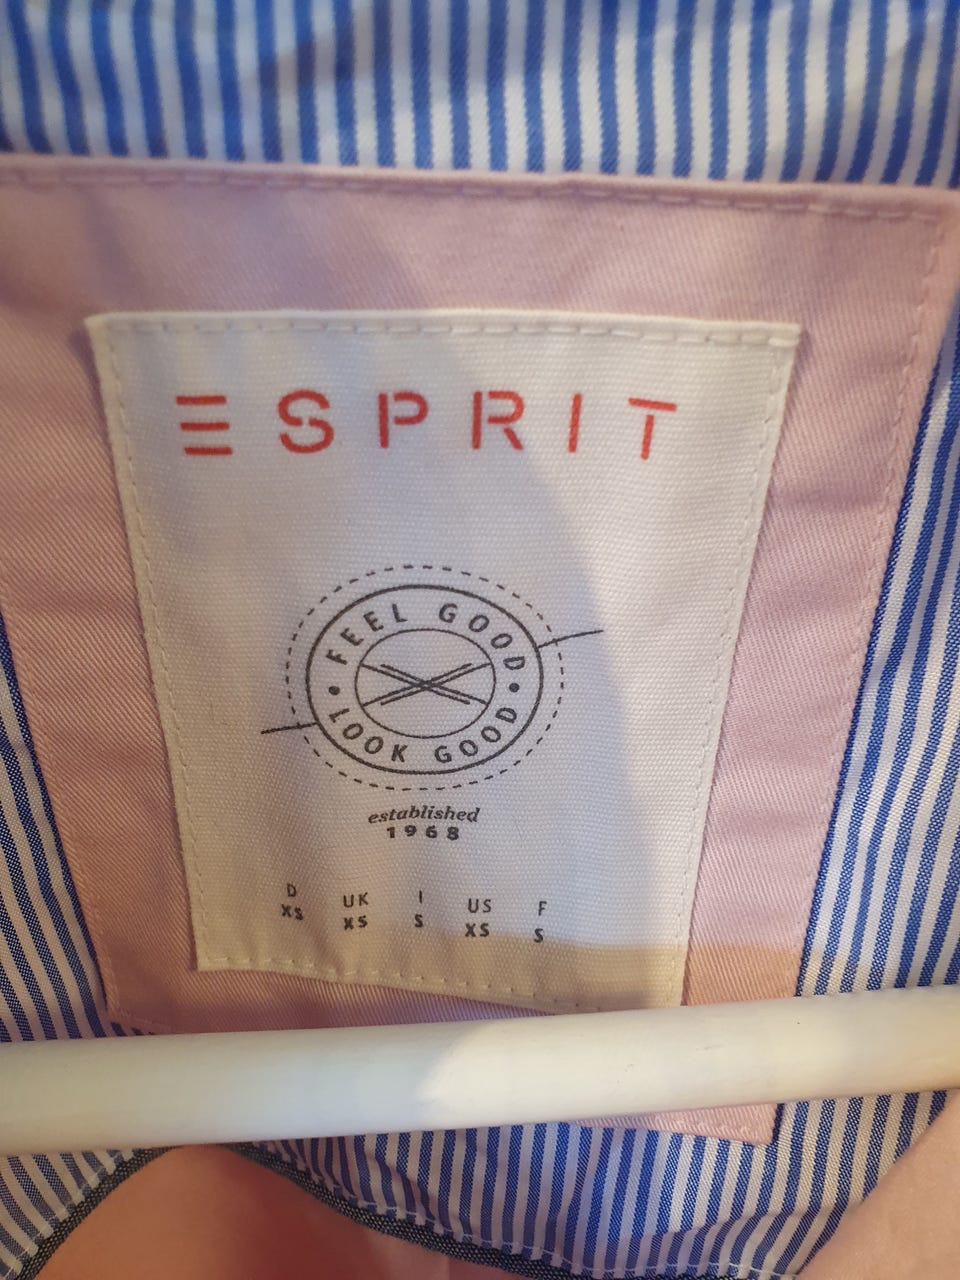 ESPRIT
FEEL GOOD
• LOOK GOOD •
established
1968
D UK I US F
XS XS S XS S